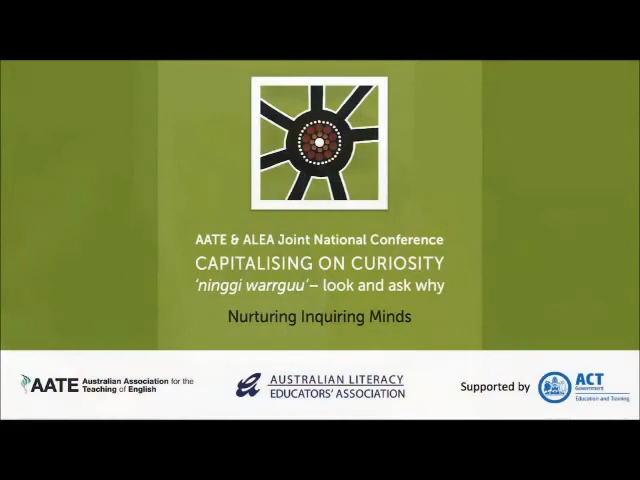 AATE & ALEA Joint National Conference
CAPITALISING ON CURIOSITY
'ninggi warrguu'– look and ask why
Nurturing Inquiring Minds
AATE Australian Association for the
Teaching of English
AUSTRALIAN LITERACY
EDUCATORS' ASSOCIATION
Supported by
ACT
Government
Education and Training